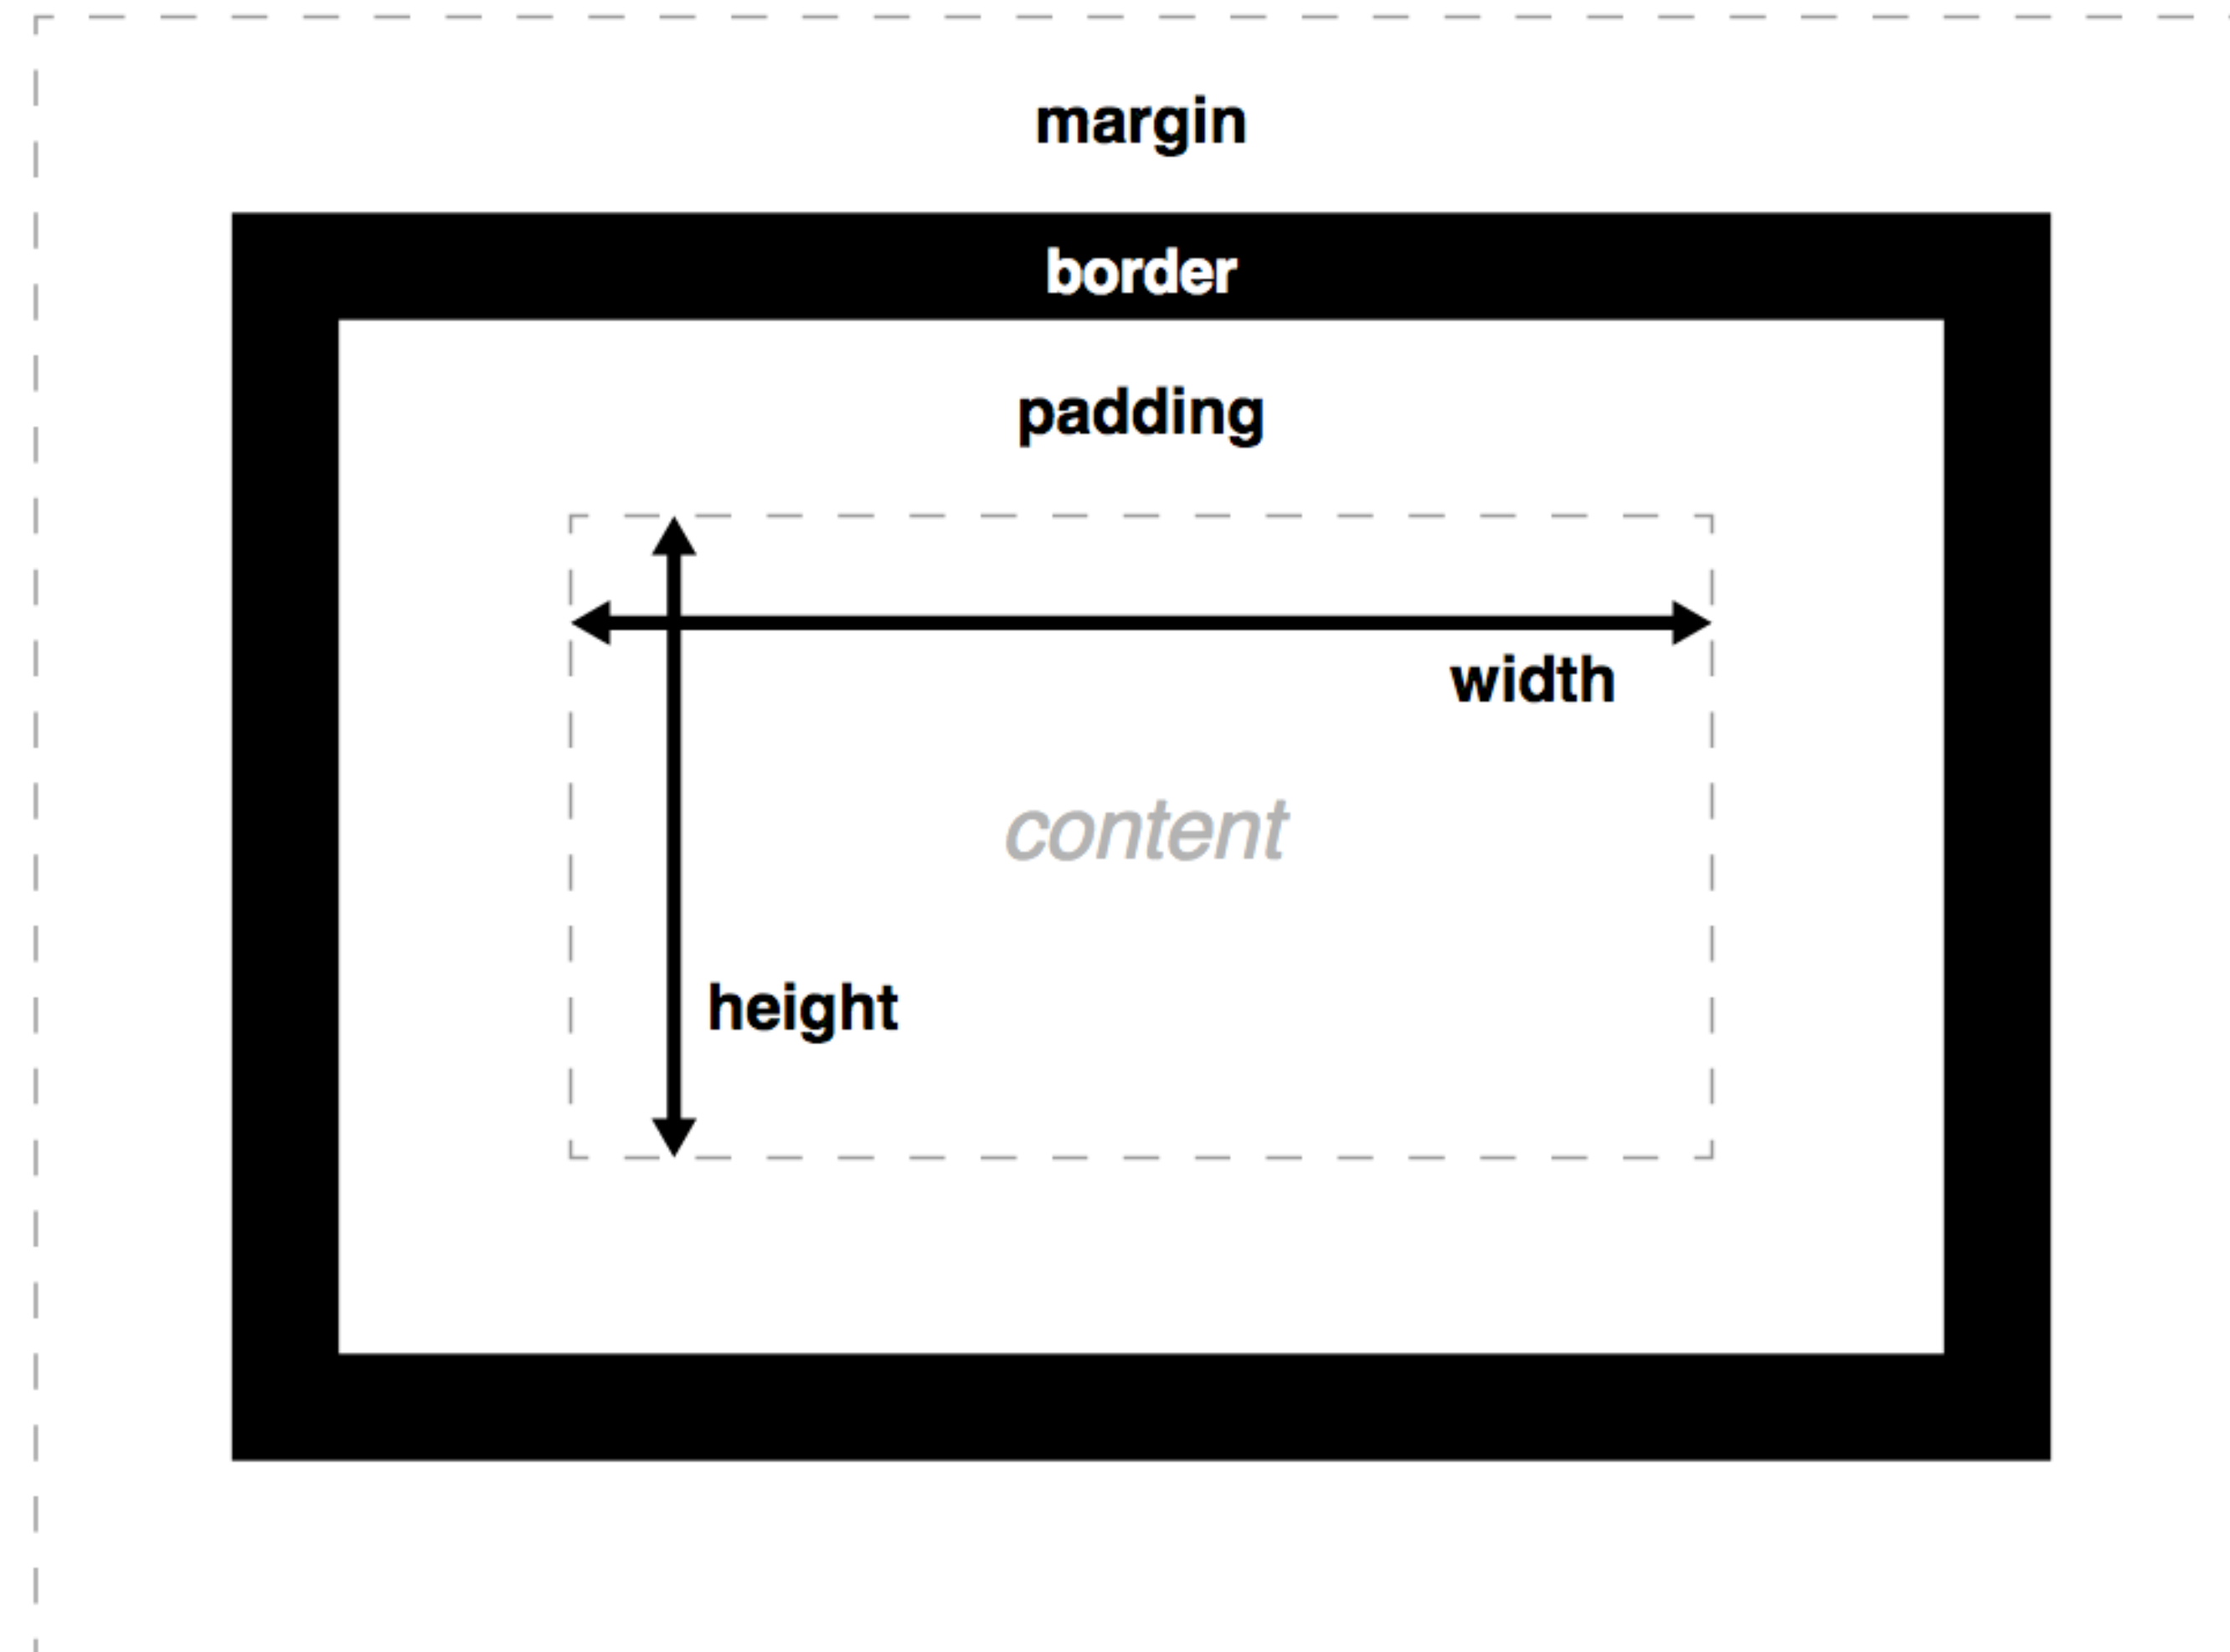 margin
border
padding
width
content
height